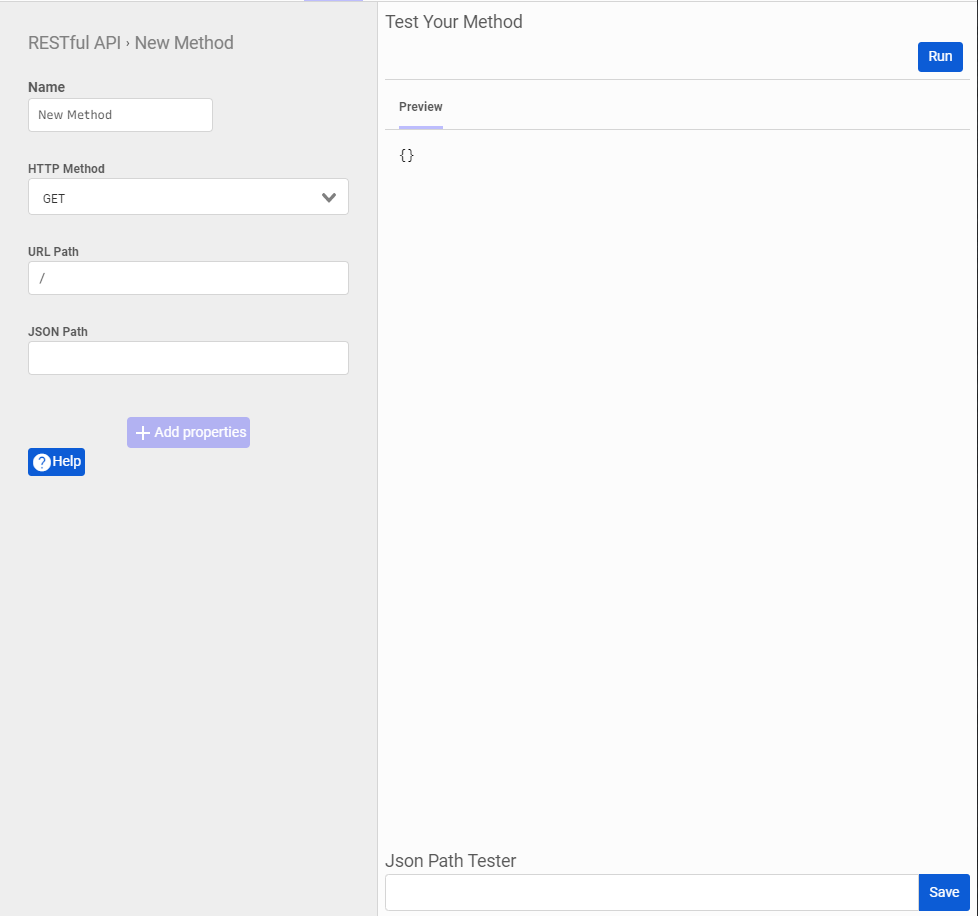 RESTful API › New Method
Name
New Method
HTTP Method
GET
URL Path
/
JSON Path
Add properties
? Help
Test Your Method
Run
Preview
{}
Json Path Tester
Save